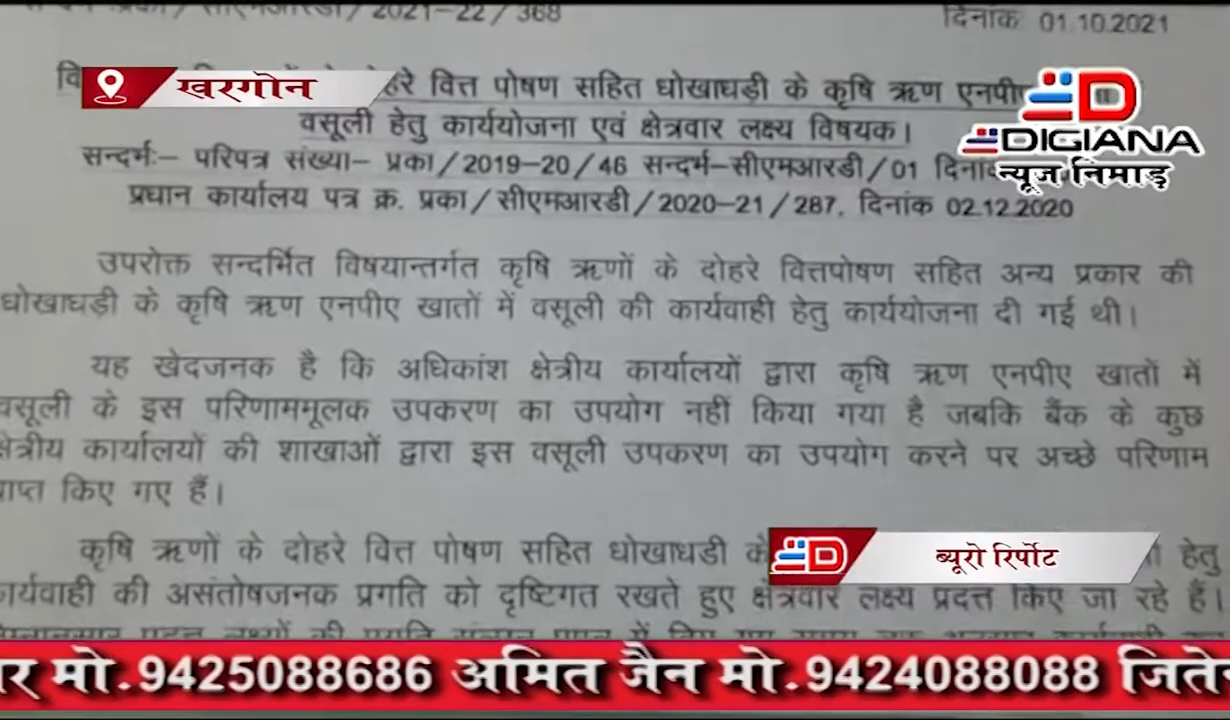 प्रका/सीएमआरडी/2021-22/368 दिनांक 01.10.2021
खरगोन
दोहरे वित्त पोषण सहित धोखाधड़ी के कृषि ऋण
DIGIANA
न्यूज निमाड़
वसूली हेतु कार्ययोजना एवं क्षेत्रवार लक्ष्य विषयक।
सन्दर्भः- परिपत्र संख्या- प्रका/2019-20/46 सन्दर्भ-सीएमआरडी/01
प्रधान कार्यालय पत्र क्र. प्रका/सीएमआरडी/2020-21/287, दिनांक 02.12.2020
उपरोक्त सन्दर्भित विषयान्तर्गत कृषि ऋणों के दोहरे वित्तपोषण सहित अन्य प्रकार की
धोखाधड़ी के कृषि ऋण एनपीए खातों में वसूली की कार्यवाही हेतु कार्ययोजना दी गई थी।
यह खेदजनक है कि अधिकांश क्षेत्रीय कार्यालयों द्वारा कृषि ऋण एनपीए खातों में
वसूली के इस परिणाममूलक उपकरण का उपयोग नहीं किया गया है जबकि बैंक के कुछ
क्षेत्रीय कार्यालयों की शाखाओं द्वारा इस वसूली उपकरण का उपयोग करने पर अच्छे परिणाम
प्राप्त किए गए हैं।
कृषि ऋणों के दोहरे वित्त पोषण सहित धोखाधडी के हेतु
D ब्यूरो रिर्पोट
कार्यवाही की असंतोषजनक प्रगति को दृष्टिगत रखते हुए क्षेत्रवार लक्ष्य प्रदत्त किए जा रहे हैं।
र मो.9425088686 अमित जैन मो.9424088088 जिते